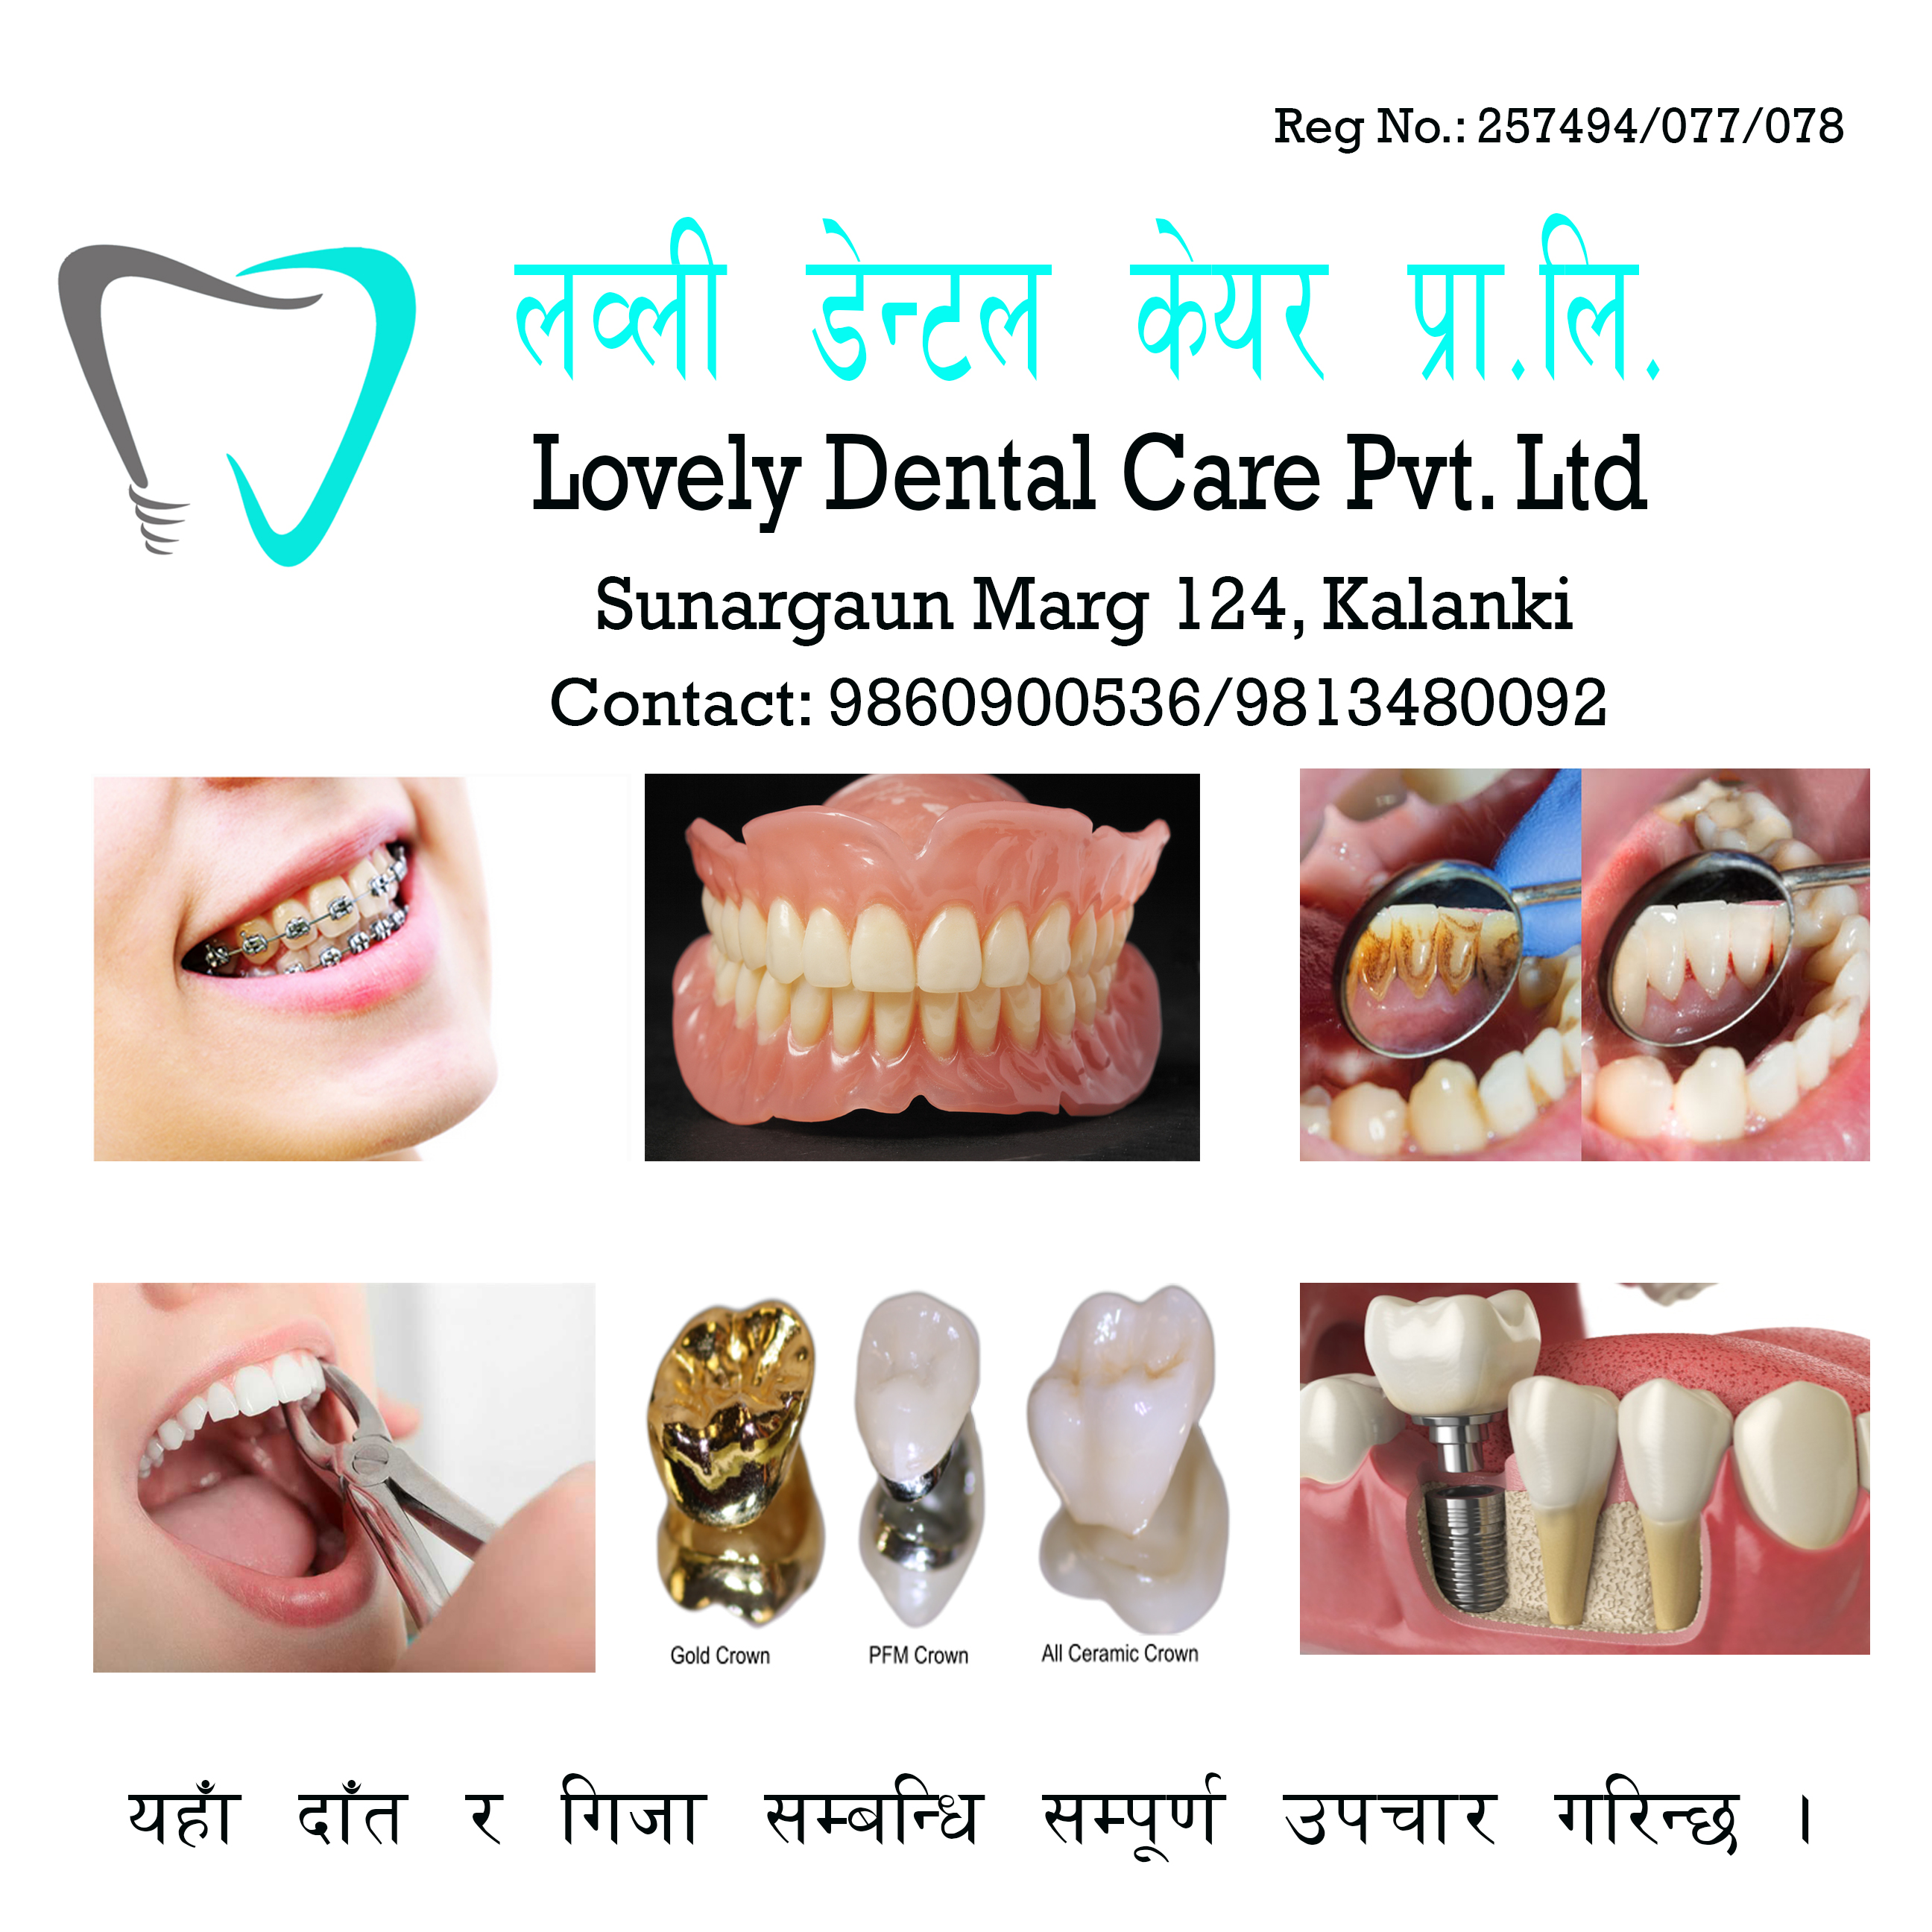 Reg No.: 257494/077/078
लव्ली डेन्टल केयर प्रा.लि.
Lovely Dental Care Pvt. Ltd
Sunargaun Marg 124, Kalanki
Contact: 9860900536/9813480092
Gold Crown PFM Crown All Ceramic Crown
यहाँ दाँत र गिजा सम्बन्धि सम्पूर्ण उपचार गरिन्छ ।